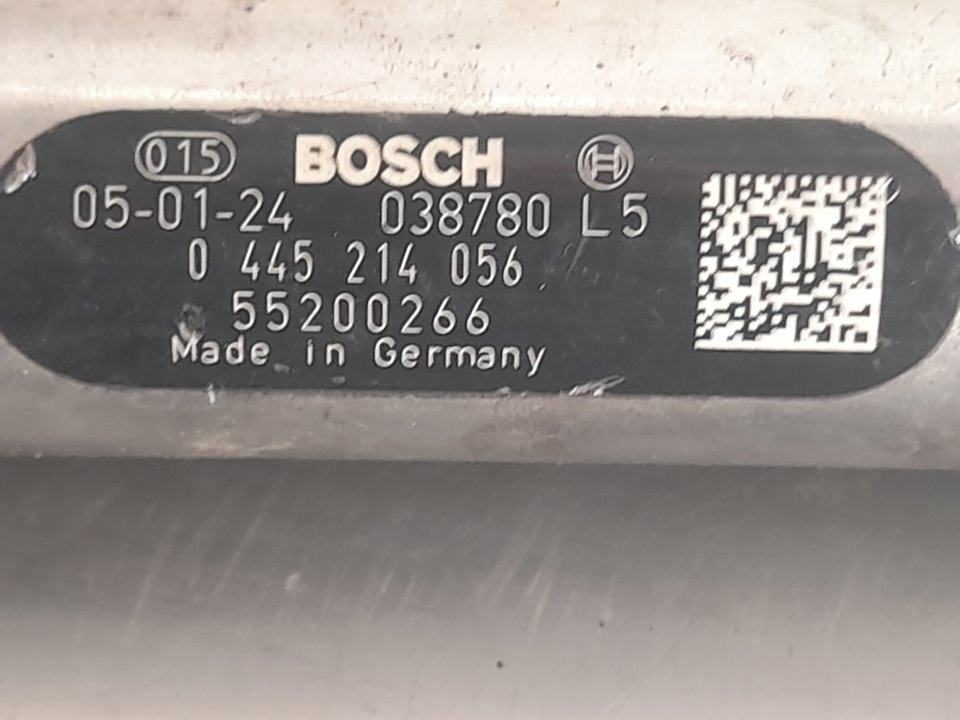 015 BOSCH
05-01-24 038780 L5
0 445 214 056
55200266
Made in Germany